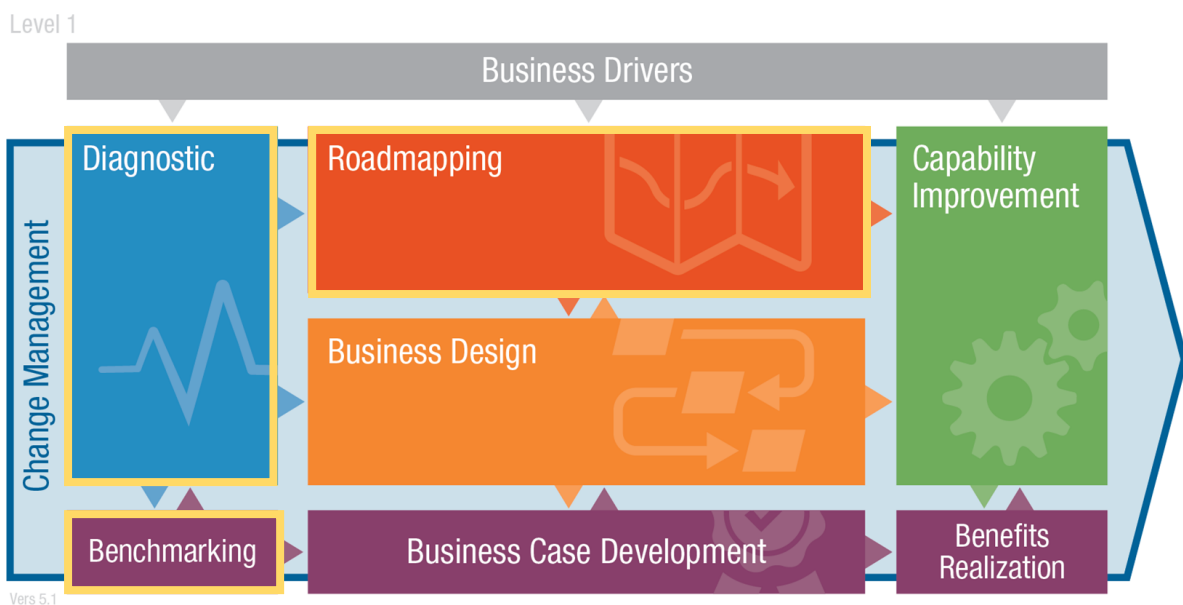 Level 1
Business Drivers
Change Management
Diagnostic
Roadmapping
Capability
Improvement
Business Design
Benchmarking
Business Case Development
Benefits
Realization
Vers 5.1